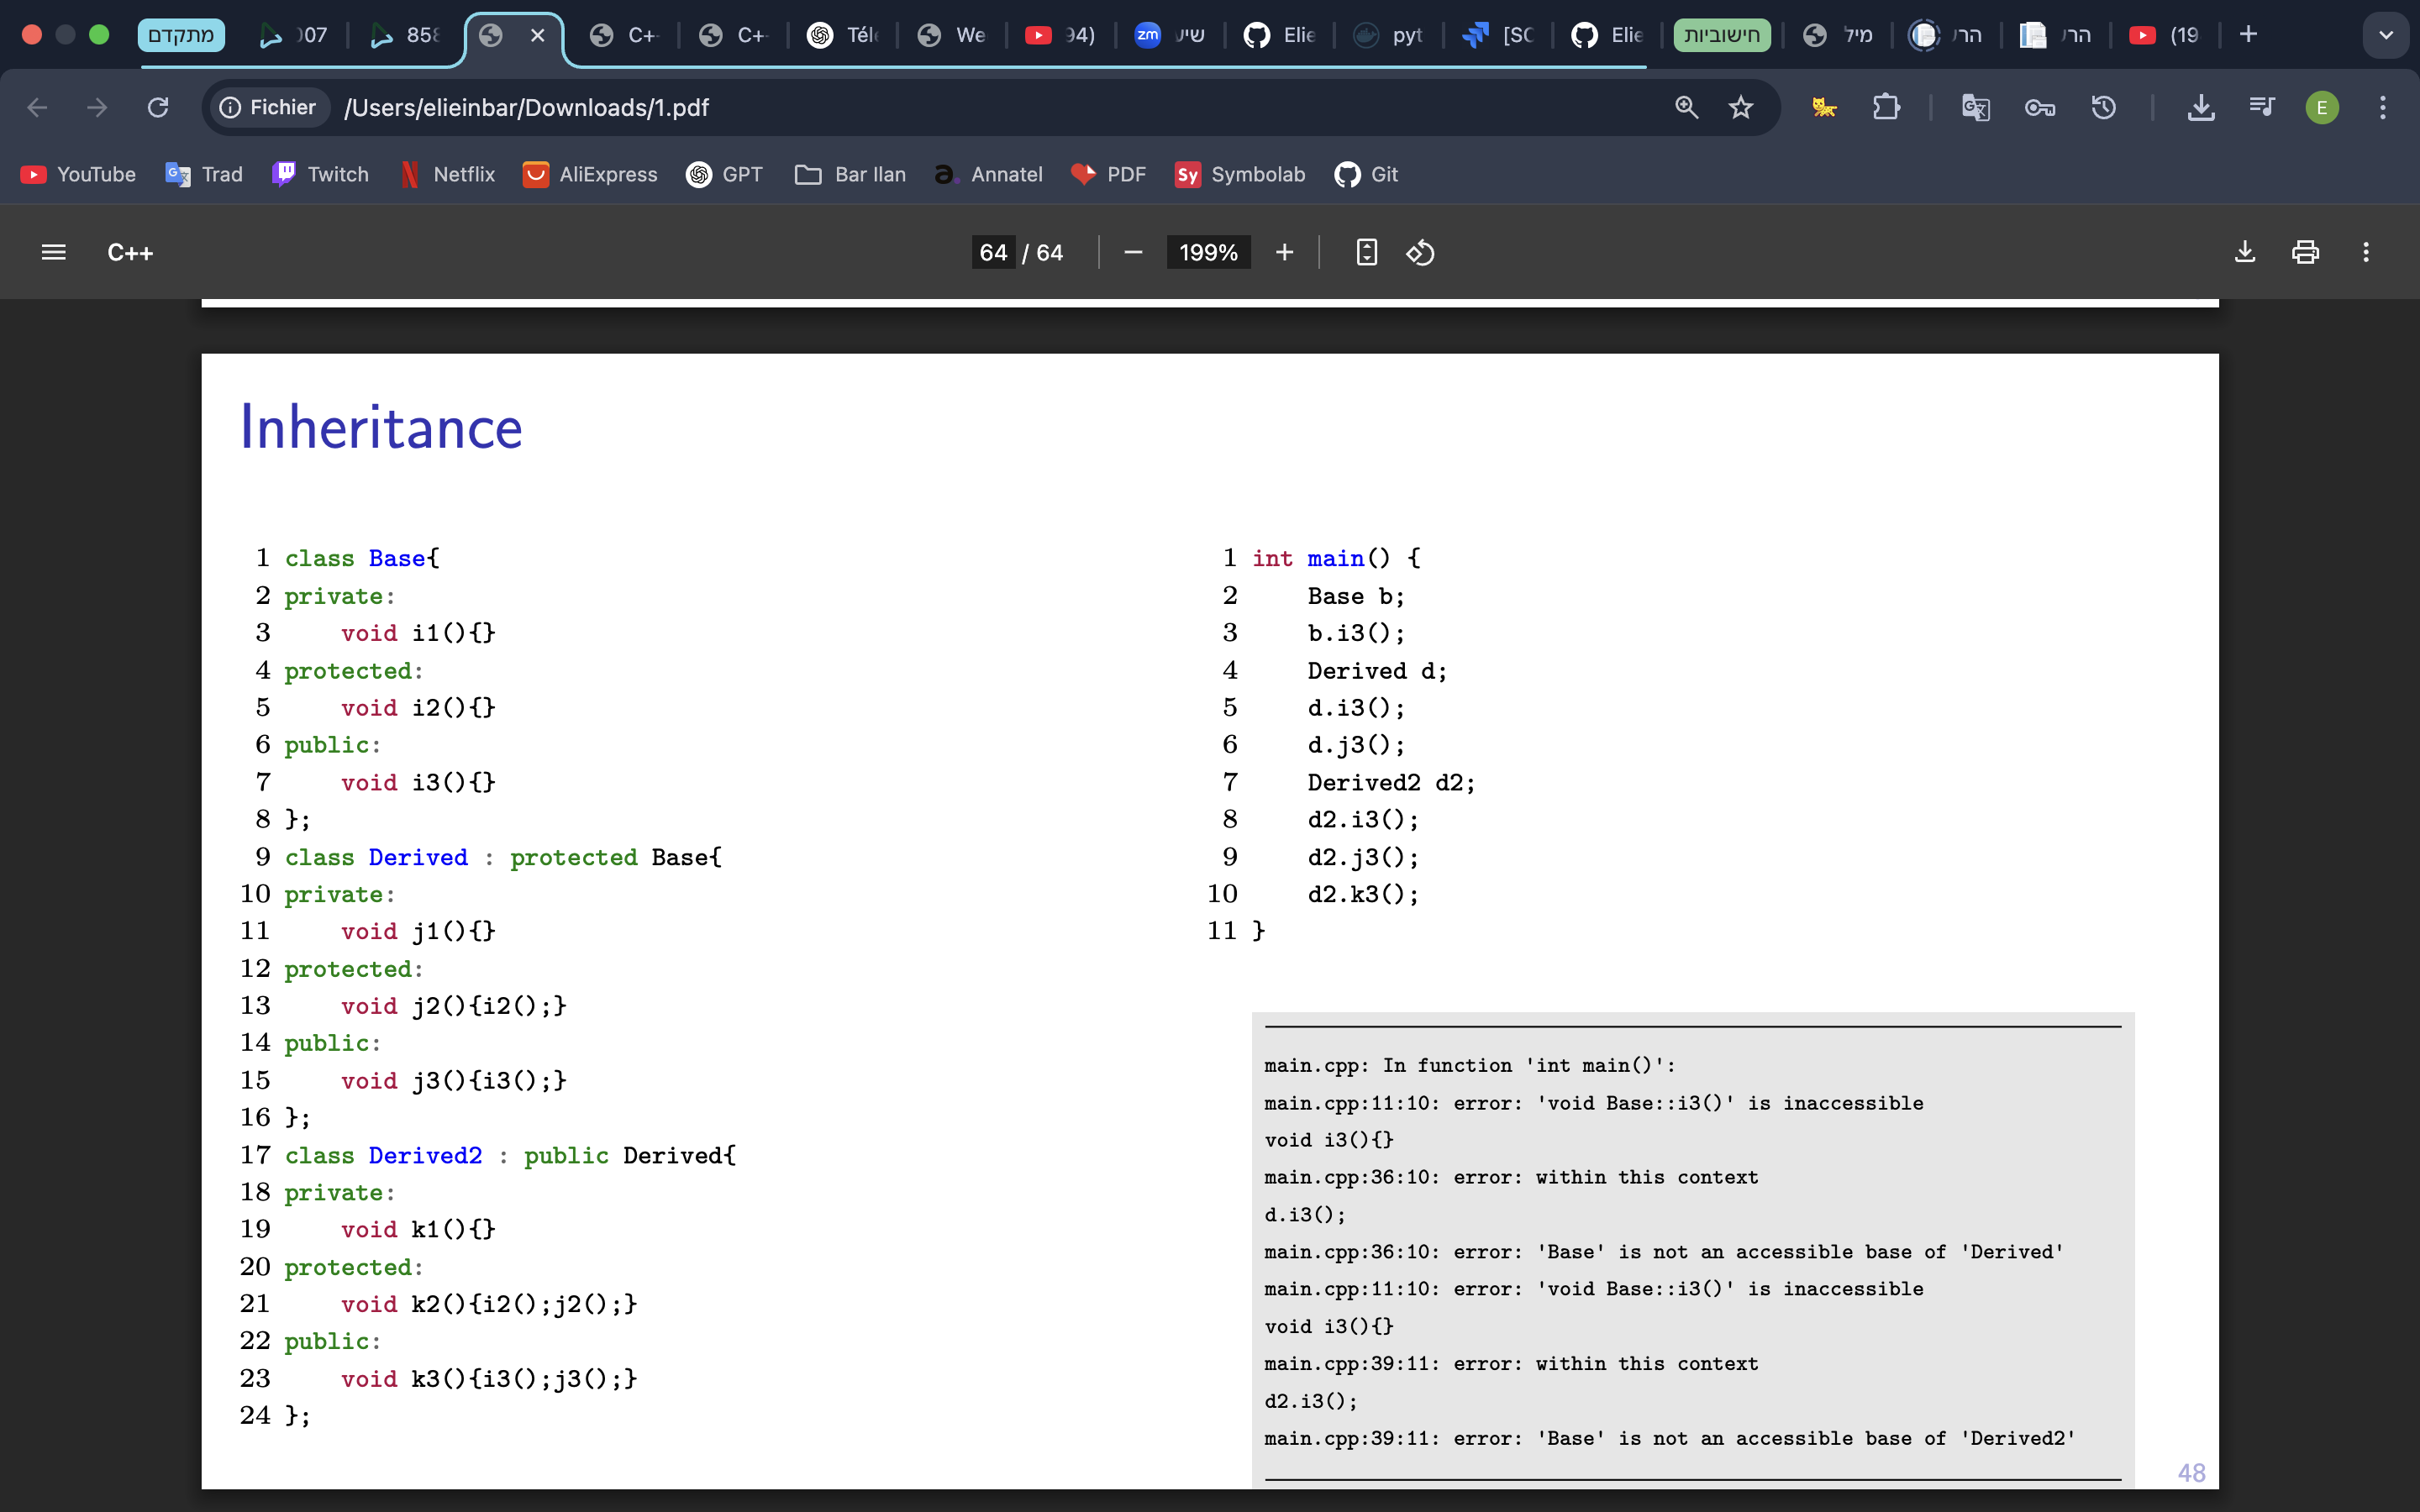 מתקדם
007
858
C+
C+
Télé
We
94)
שיע
Elie
pyt
[SC
Elie
חישוביות
מיל
הרי
הרי
(19
Fichier
/Users/elieinbar/Downloads/1.pdf
E
YouTube
Trad
Twitch
Netflix
AliExpress
GPT
Bar Ilan
Annatel
PDF
Symbolab
Git
C++
64 / 64
199%
Inheritance
1 class Base{
2 private:
3     void i1(){}
4 protected:
5     void i2(){}
6 public:
7     void i3(){}
8 };
9 class Derived : protected Base{
10 private:
11     void j1(){}
12 protected:
13     void j2(){i2();}
14 public:
15     void j3(){i3();}
16 };
17 class Derived2 : public Derived{
18 private:
19     void k1(){}
20 protected:
21     void k2(){i2();j2();}
22 public:
23     void k3(){i3();j3();}
24 };
1 int main() {
2     Base b;
3     b.i3();
4     Derived d;
5     d.i3();
6     d.j3();
7     Derived2 d2;
8     d2.i3();
9     d2.j3();
10     d2.k3();
11 }
main.cpp: In function 'int main()':
main.cpp:11:10: error: 'void Base::i3()' is inaccessible
void i3(){}
main.cpp:36:10: error: within this context
d.i3();
main.cpp:36:10: error: 'Base' is not an accessible base of 'Derived'
main.cpp:11:10: error: 'void Base::i3()' is inaccessible
void i3(){}
main.cpp:39:11: error: within this context
d2.i3();
main.cpp:39:11: error: 'Base' is not an accessible base of 'Derived2'
48